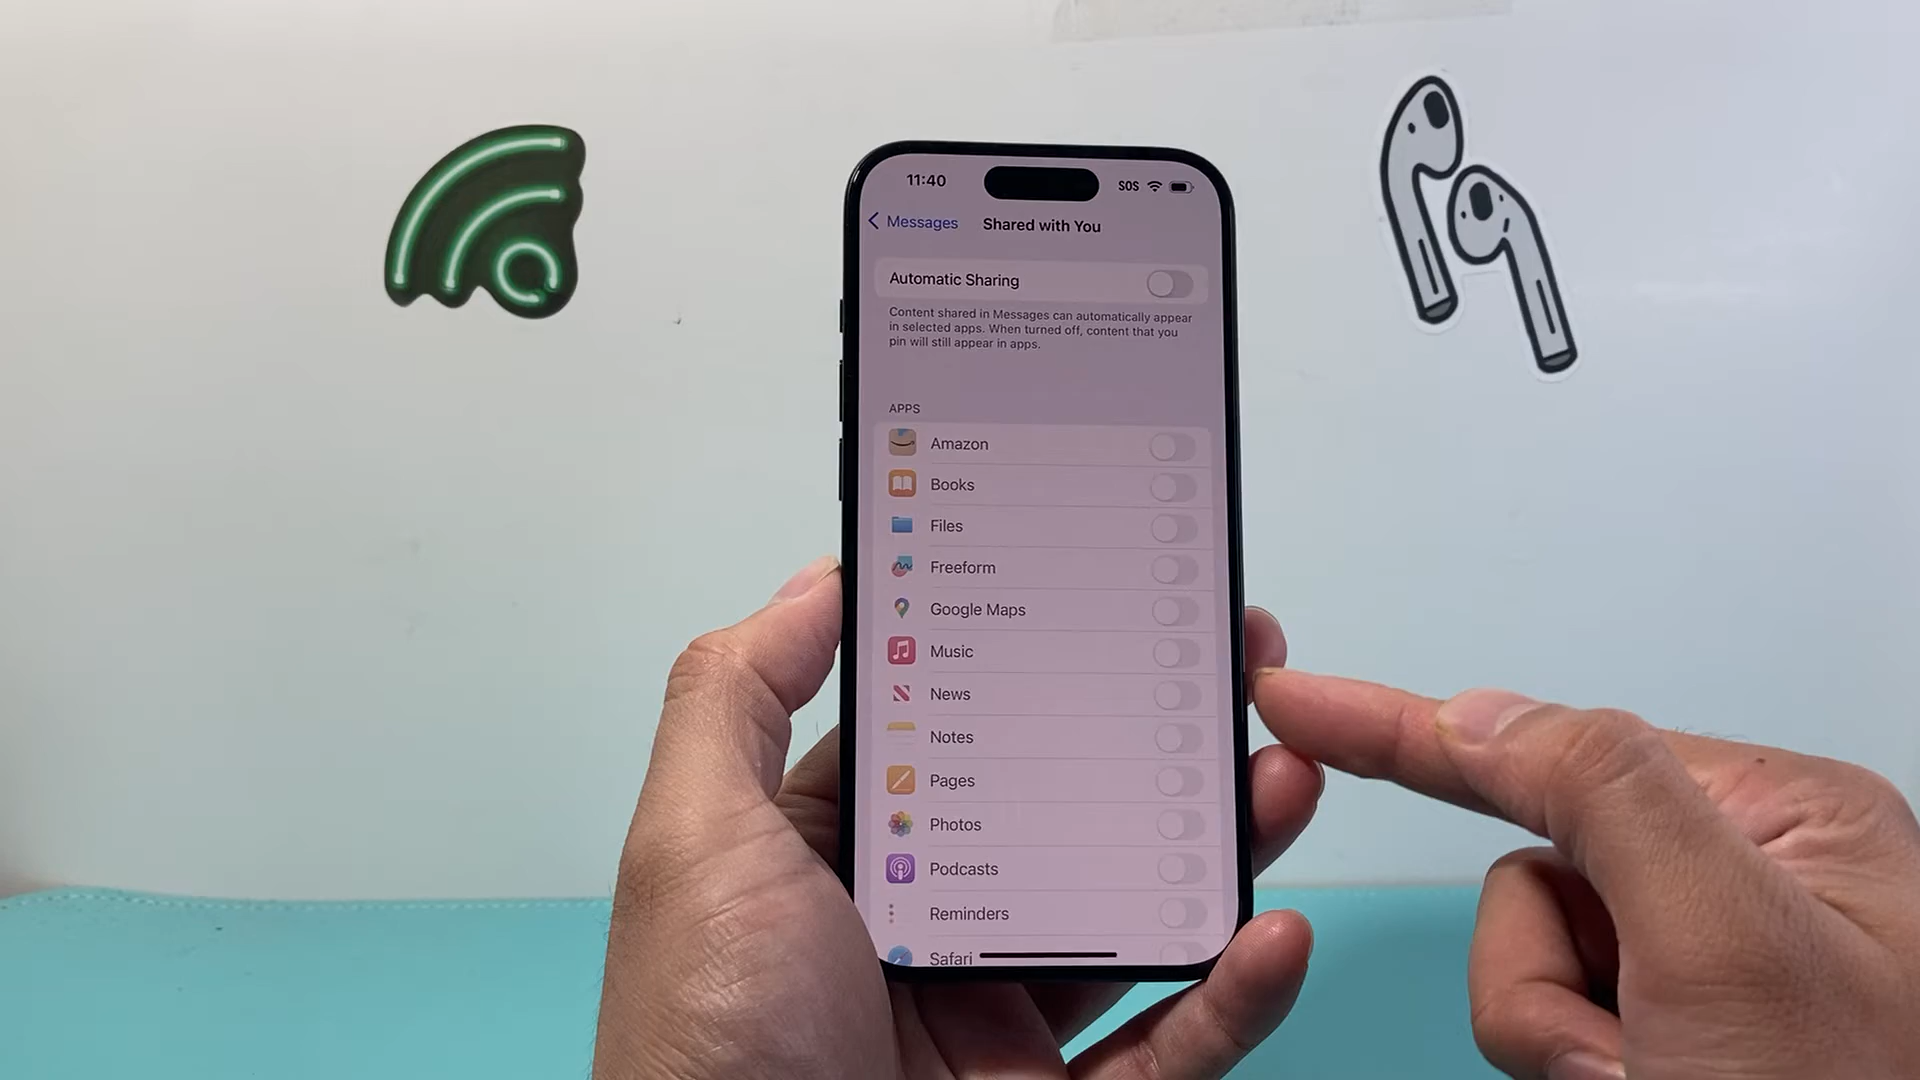 11:40
SOS
Messages
Shared with You
Automatic Sharing
Content shared in Messages can automatically appear
in selected apps. When turned off, content that you
pin will still appear in apps.
APPS
Amazon
Books
Files
Freeform
Google Maps
Music
News
Notes
Pages
Photos
Podcasts
Reminders
Safari